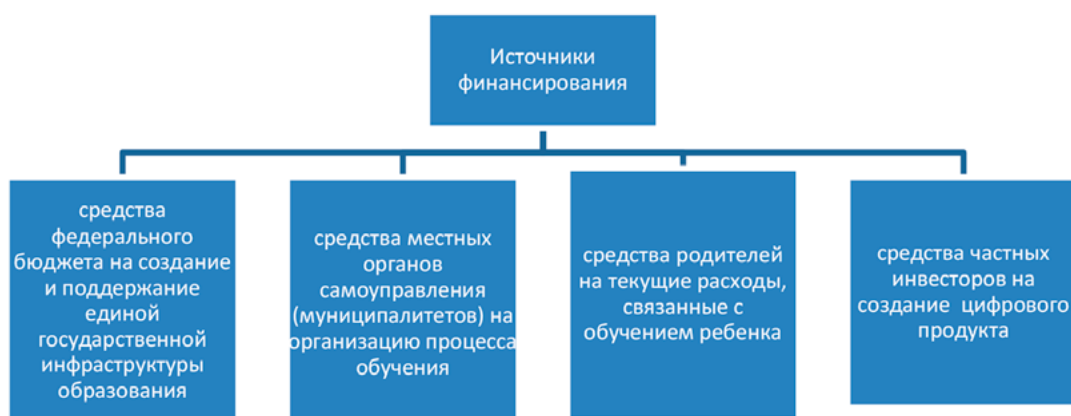 Источники
финансирования
средства
федерального
бюджета на создание
и поддержание
единой
государственной
инфраструктуры
образования
средства местных
органов
самоуправления
(муниципалитетов) на
организацию процесса
обучения
средства родителей
на текущие расходы,
связанные с
обучением ребенка
средства частных
инвесторов на
создание  цифрового
продукта